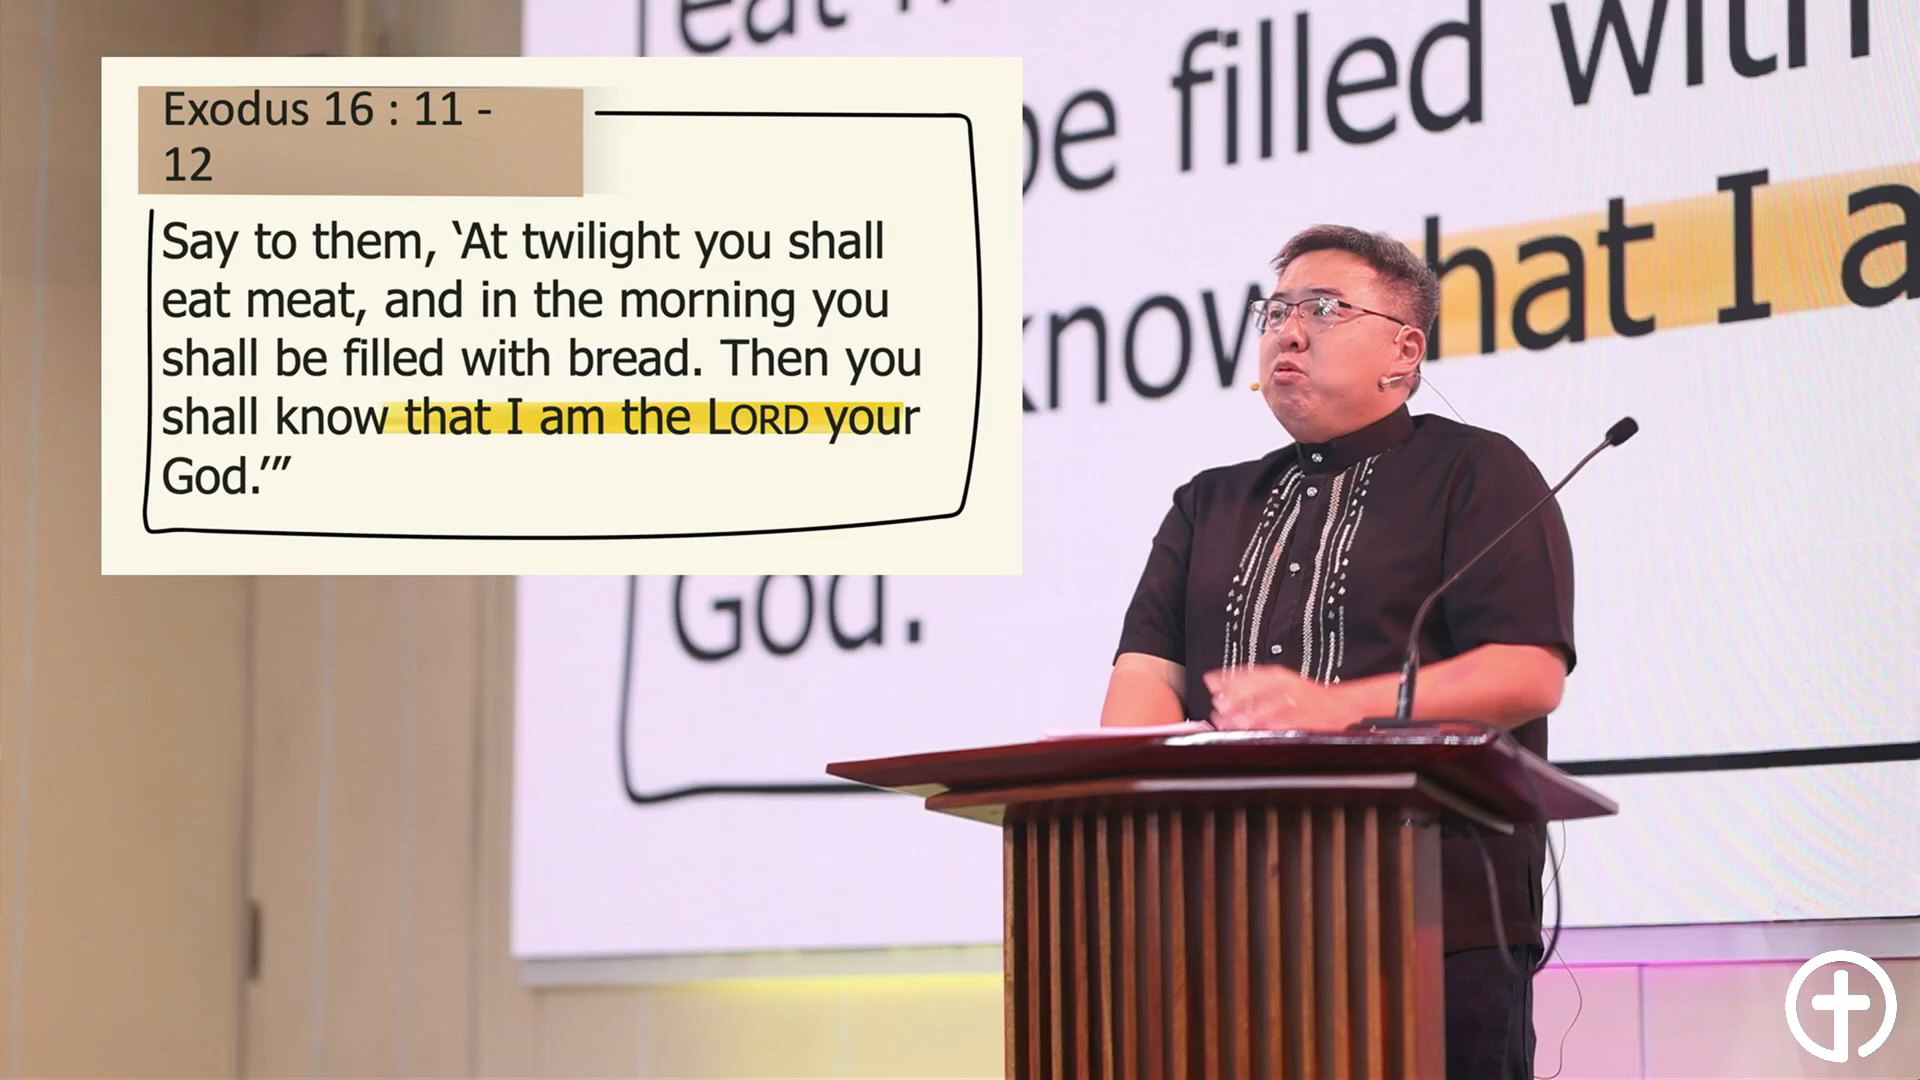 Exodus 16 : 11 -
12
Say to them, ‘At twilight you shall
eat meat, and in the morning you
shall be filled with bread. Then you
shall know that I am the LORD your
God.’”
eat
be filled with
know that I a
God.